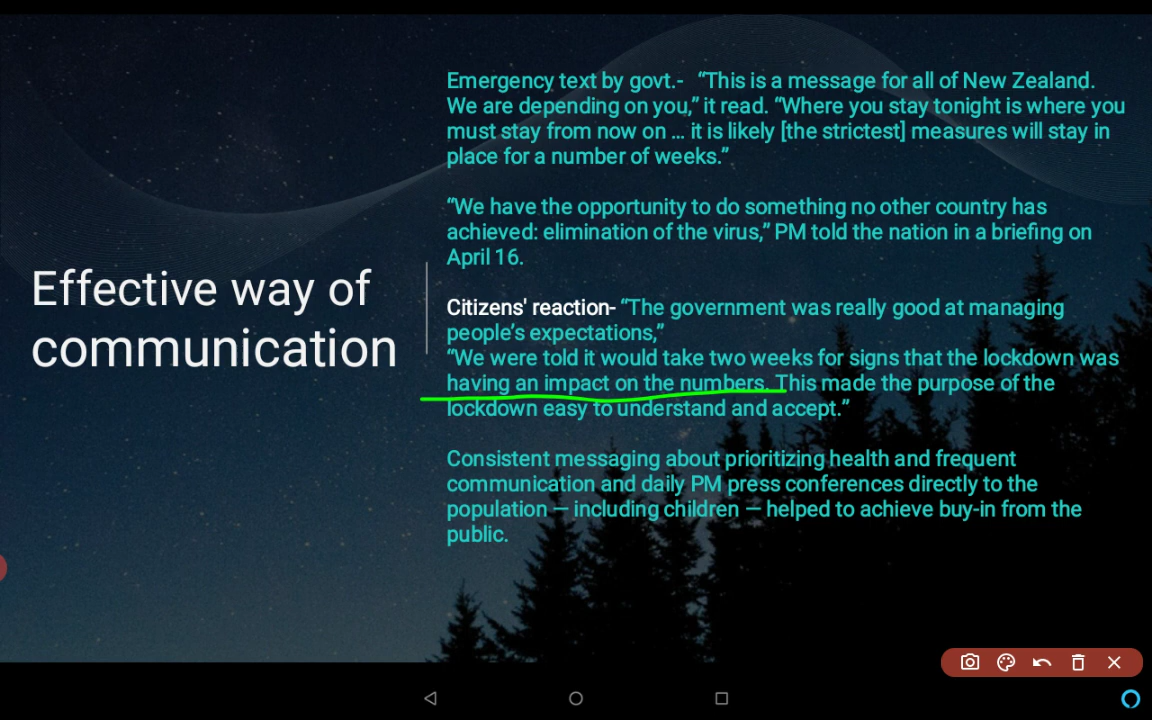 Effective way of
communication
Emergency text by govt.- “This is a message for all of New Zealand.
We are depending on you,” it read. “Where you stay tonight is where you
must stay from now on ... it is likely [the strictest] measures will stay in
place for a number of weeks.”
“We have the opportunity to do something no other country has
achieved: elimination of the virus,” PM told the nation in a briefing on
April 16.
Citizens' reaction- “The government was really good at managing
people’s expectations,”
“We were told it would take two weeks for signs that the lockdown was
having an impact on the numbers. This made the purpose of the
lockdown easy to understand and accept.”
Consistent messaging about prioritizing health and frequent
communication and daily PM press conferences directly to the
population — including children — helped to achieve buy-in from the
public.